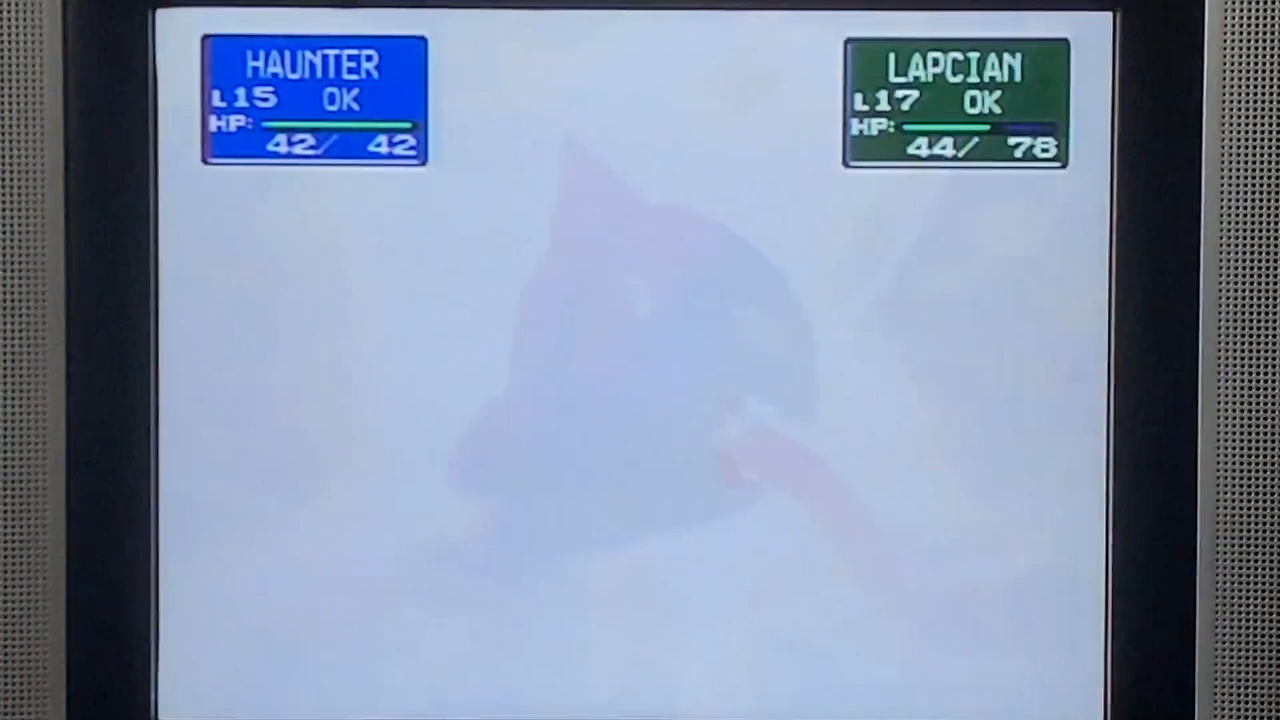 HAUNTER
L15 OK
HP:
42/ 42
LAPCIAN
L17 OK
HP:
44/ 78